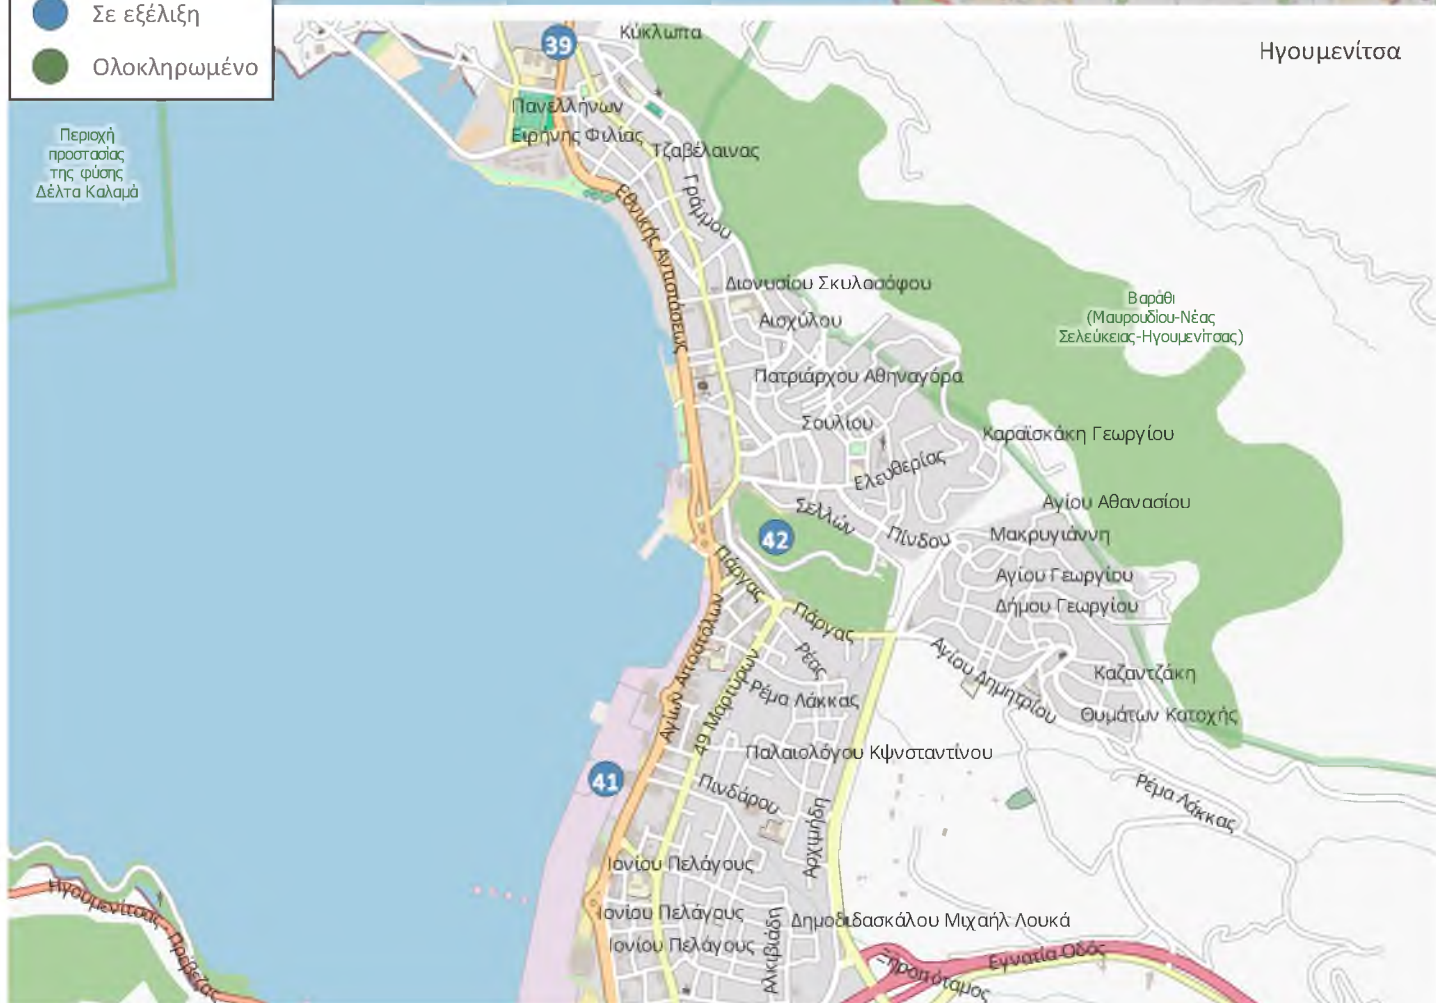 Σε εξέλιξη
Ολοκληρωμένο
Ηγουμενίτσα
39
Κύκλωπα
Πανελλήνων
Ειρήνης Φιλίας
Τζαβέλαινας
Περιοχή
προστασίας
της φύσης
Δέλτα Καλαμά
Γράμμου
Εθνικής Αντιστάσεως
Διονυσίου Σκυλοσόφου
Αισχύλου
Βαράθι
(Μαυρουδίου-Νέας
Σελεύκειας-Ηγουμενίτσας)
Πατριάρχου Αθηναγόρα
Σουλίου
Καραϊσκάκη Γεωργίου
Ελευθερίας
Αγίου Αθανασίου
Σελλών
Πίνδου
Μακρυγιάννη
42
Πάργας
Αγίου Γεωργίου
Δήμου Γεωργίου
Πάργας
Αγίων Αποστόλων
Ρέας
Αγίου Δημητρίου
Καζαντζάκη
Ρέμα Λάκκας
49 Μαρτύρων
Θυμάτων Κατοχής
Παλαιολόγου Κψνσταντίνου
41
Πινδάρου
Ρέμα Λάκκας
Αρχιμήδη
Ιονίου Πελάγους
Ηγουμενίτσας Πρέβεζας
Ιονίου Πελάγους
Δημοδιδασκάλου Μιχαήλ Λουκά
Ιονίου Πελάγους
Αλκιβιάδη
Εγνατία Οδός
Ξηροπόταμος